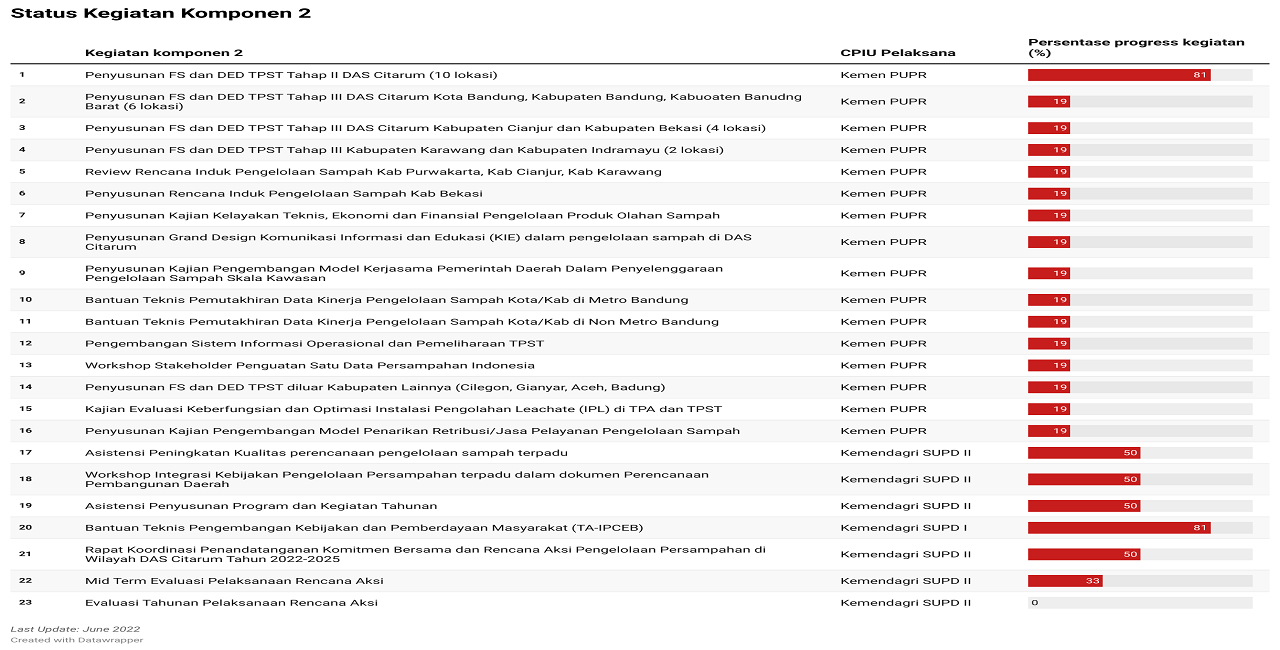 Status Kegiatan Komponen 2
Kegiatan komponen 2 CPIU Pelaksana Persentase progress kegiatan (%)
1 Penyusunan FS dan DED TPST Tahap II DAS Citarum (10 lokasi) Kemen PUPR 81
2 Penyusunan FS dan DED TPST Tahap III DAS Citarum Kota Bandung, Kabupaten Bandung, Kabuoaten Banudng
Barat (6 lokasi) Kemen PUPR 19
3 Penyusunan FS dan DED TPST Tahap III DAS Citarum Kabupaten Cianjur dan Kabupaten Bekasi (4 lokasi) Kemen PUPR 19
4 Penyusunan FS dan DED TPST Tahap III Kabupaten Karawang dan Kabupaten Indramayu (2 lokasi) Kemen PUPR 19
5 Review Rencana Induk Pengelolaan Sampah Kab Purwakarta, Kab Cianjur, Kab Karawang Kemen PUPR 19
6 Penyusunan Rencana Induk Pengelolaan Sampah Kab Bekasi Kemen PUPR 19
7 Penyusunan Kajian Kelayakan Teknis, Ekonomi dan Finansial Pengelolaan Produk Olahan Sampah Kemen PUPR 19
8 Penyusunan Grand Design Komunikasi Informasi dan Edukasi (KIE) dalam pengelolaan sampah di DAS
Citarum Kemen PUPR 19
9 Penyusunan Kajian Pengembangan Model Kerjasama Pemerintah Daerah Dalam Penyelenggaraan
Pengelolaan Sampah Skala Kawasan Kemen PUPR 19
10 Bantuan Teknis Pemutakhiran Data Kinerja Pengelolaan Sampah Kota/Kab di Metro Bandung Kemen PUPR 19
11 Bantuan Teknis Pemutakhiran Data Kinerja Pengelolaan Sampah Kota/Kab di Non Metro Bandung Kemen PUPR 19
12 Pengembangan Sistem Informasi Operasional dan Pemeliharaan TPST Kemen PUPR 19
13 Workshop Stakeholder Penguatan Satu Data Persampahan Indonesia Kemen PUPR 19
14 Penyusunan FS dan DED TPST diluar Kabupaten Lainnya (Cilegon, Gianyar, Aceh, Badung) Kemen PUPR 19
15 Kajian Evaluasi Keberfungsian dan Optimasi Instalasi Pengolahan Leachate (IPL) di TPA dan TPST Kemen PUPR 19
16 Penyusunan Kajian Pengembangan Model Penarikan Retribusi/Jasa Pelayanan Pengelolaan Sampah Kemen PUPR 19
17 Asistensi Peningkatan Kualitas perencanaan pengelolaan sampah terpadu Kemendagri SUPD II 50
18 Workshop Integrasi Kebijakan Pengelolaan Persampahan terpadu dalam dokumen Perencanaan
Pembangunan Daerah Kemendagri SUPD II 50
19 Asistensi Penyusunan Program dan Kegiatan Tahunan Kemendagri SUPD II 50
20 Bantuan Teknis Pengembangan Kebijakan dan Pemberdayaan Masyarakat (TA-IPCEB) Kemendagri SUPD I 81
21 Rapat Koordinasi Penandatanganan Komitmen Bersama dan Rencana Aksi Pengelolaan Persampahan di
Wilayah DAS Citarum Tahun 2022-2025 Kemendagri SUPD II 50
22 Mid Term Evaluasi Pelaksanaan Rencana Aksi Kemendagri SUPD II 33
23 Evaluasi Tahunan Pelaksanaan Rencana Aksi Kemendagri SUPD II 0
Last Update: June 2022
Created with Datawrapper